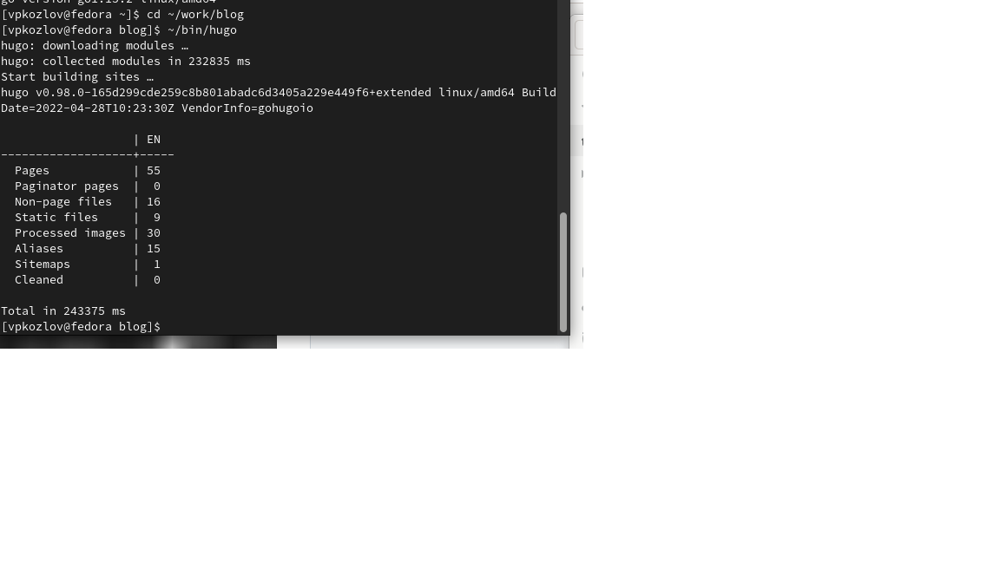 go version go1.15.2 linux/amd64
[vpkozlov@fedora ~]$ cd ~/work/blog
[vpkozlov@fedora blog]$ ~/bin/hugo
hugo: downloading modules …
hugo: collected modules in 232835 ms
Start building sites …
hugo v0.98.0-165d299cde259c8b801abadc6d3405a229e449f6+extended linux/amd64 Build
Date=2022-04-28T10:23:30Z VendorInfo=gohugoio
                   | EN
-------------------+-----
  Pages            | 55
  Paginator pages  |  0
  Non-page files   | 16
  Static files     |  9
  Processed images | 30
  Aliases          | 15
  Sitemaps         |  1
  Cleaned          |  0
Total in 243375 ms
[vpkozlov@fedora blog]$